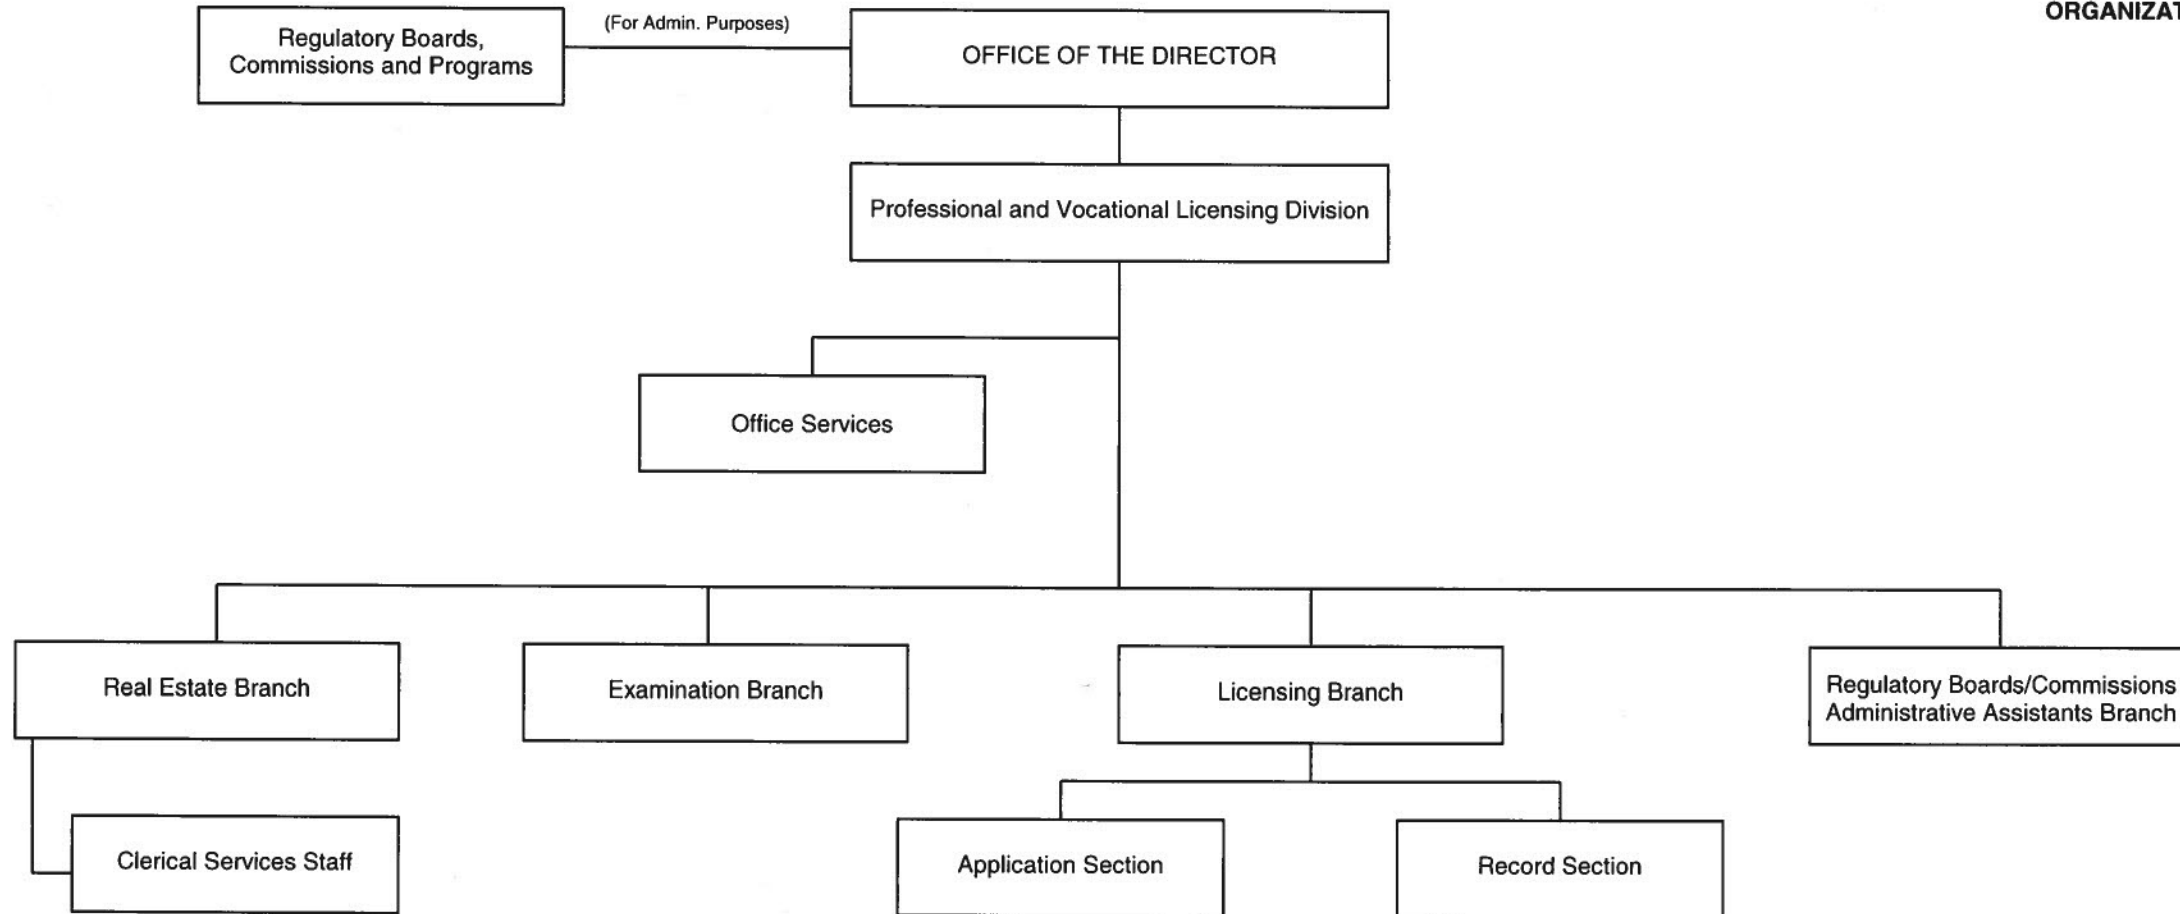 ORGANIZAT
Regulatory Boards,
Commissions and Programs
(For Admin. Purposes)
OFFICE OF THE DIRECTOR
Professional and Vocational Licensing Division
Office Services
Real Estate Branch
Examination Branch
Licensing Branch
Regulatory Boards/Commissions
Administrative Assistants Branch
Clerical Services Staff
Application Section
Record Section